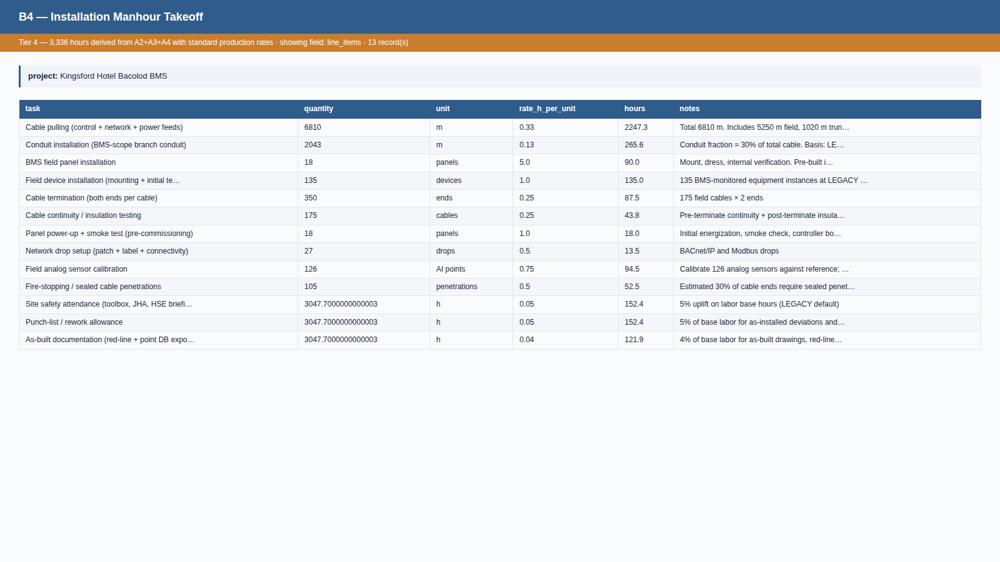 B4 — Installation Manhour Takeoff
Tier 4 — 3,336 hours derived from A2+A3+A4 with standard production rates · showing field: line_items · 13 record(s)
project: Kingsford Hotel Bacolod BMS
task quantity unit rate_h_per_unit hours notes
Cable pulling (control + network + power feeds) 6810 m 0.33 2247.3 Total 6810 m. Includes 5250 m field, 1020 m trun…
Conduit installation (BMS-scope branch conduit) 2043 m 0.13 265.6 Conduit fraction = 30% of total cable. Basis: LE…
BMS field panel installation 18 panels 5.0 90.0 Mount, dress, internal verification. Pre-built i…
Field device installation (mounting + initial te… 135 devices 1.0 135.0 135 BMS-monitored equipment instances at LEGACY …
Cable termination (both ends per cable) 350 ends 0.25 87.5 175 field cables × 2 ends
Cable continuity / insulation testing 175 cables 0.25 43.8 Pre-terminate continuity + post-terminate insula…
Panel power-up + smoke test (pre-commissioning) 18 panels 1.0 18.0 Initial energization, smoke check, controller bo…
Network drop setup (patch + label + connectivity) 27 drops 0.5 13.5 BACnet/IP and Modbus drops
Field analog sensor calibration 126 AI points 0.75 94.5 Calibrate 126 analog sensors against reference; …
Fire-stopping / sealed cable penetrations 105 penetrations 0.5 52.5 Estimated 30% of cable ends require sealed penet…
Site safety attendance (toolbox, JHA, HSE briefi… 3047.7000000000003 h 0.05 152.4 5% uplift on labor base hours (LEGACY default)
Punch-list / rework allowance 3047.7000000000003 h 0.05 152.4 5% of base labor for as-installed deviations and…
As-built documentation (red-line + point DB expo… 3047.7000000000003 h 0.04 121.9 4% of base labor for as-built drawings, red-line…